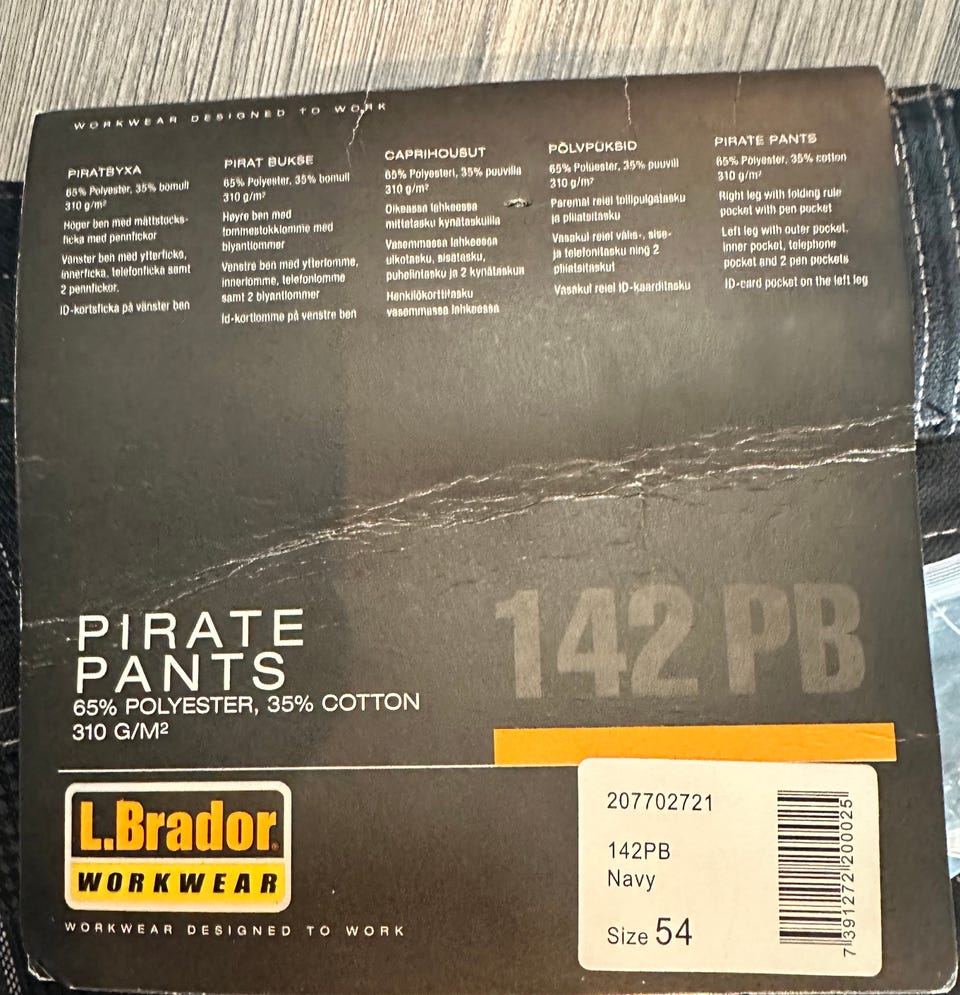 WORKWEAR DESIGNED TO WORK
PIRATBYXA
65% Polyester, 35% bomull
310 g/m²
Höger ben med måttstocks-
ficka med pennfickor
Vänster ben med ytterficka,
innerficka, telefonficka samt
2 pennfickor.
ID-kortsficka på vänster ben
PIRAT BUKSE
65% Polyester, 35% bomull
310 g/m²
Høyre ben med
tommestokklomme med
blyantlommer
Venstre ben med ytterlomme,
innerlomme, telefonlomme
samt 2 blyantlommer
Id-kortlomme på venstre ben
CAPRIHOUSUT
65% Polyesteri, 35% puuvilla
310 g/m²
Oikeassa lahkeessa
mittatasku kynätaskuilla
Vasemmassa lahkeessa
ulkotasku, sisätasku,
puhelintasku ja 2 kynätaskun
Henkilökorttitasku
vasemmassa lahkeessa
PÕLVPÜKSID
65% Polüester, 35% puuvill
310 g/m²
Paremal reiel tollipulgatasku
ja pliiatsitasku
Vasakul reiel välis-, sise-
ja telefonitasku ning 2
pliiatsitaskut
Vasakul reiel ID-kaarditasku
PIRATE PANTS
65% Polyester, 35% cotton
310 g/m²
Right leg with folding rule
pocket with pen pocket
Left leg with outer pocket,
inner pocket, telephone
pocket and 2 pen pockets
ID-card pocket on the left leg
PIRATE
PANTS
65% POLYESTER, 35% COTTON
310 G/M²
142 PB
L.Brador
WORKWEAR
WORKWEAR DESIGNED TO WORK
207702721
142PB
Navy
Size 54
7391272200025